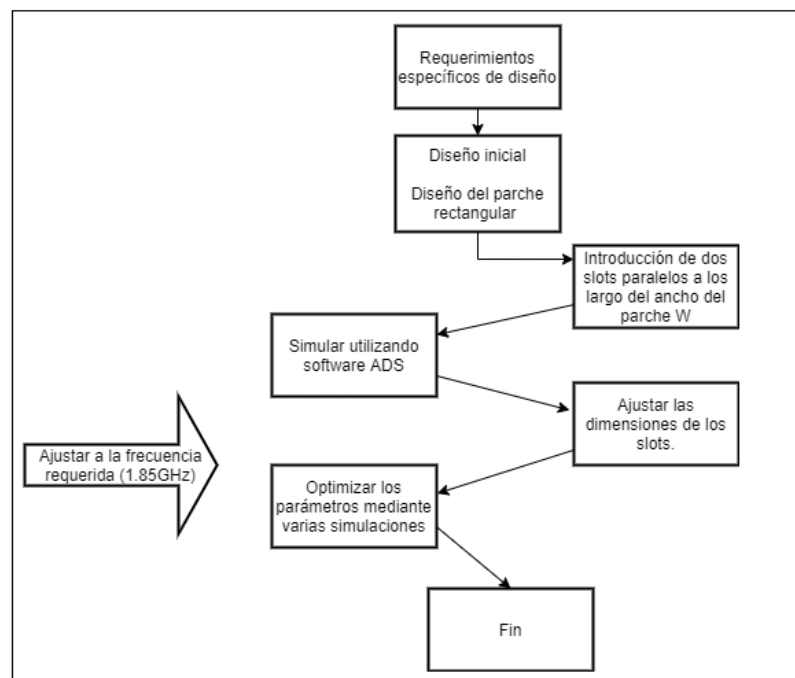 Requerimientos
específicos de diseño
Diseño inicial
Diseño del parche
rectangular
Introducción de dos
slots paralelos a los
largo del ancho del
parche W
Simular utilizando
software ADS
Ajustar las
dimensiones de los
slots.
Ajustar a la frecuencia
requerida (1.85GHz)
Optimizar los
parámetros mediante
varias simulaciones
Fin